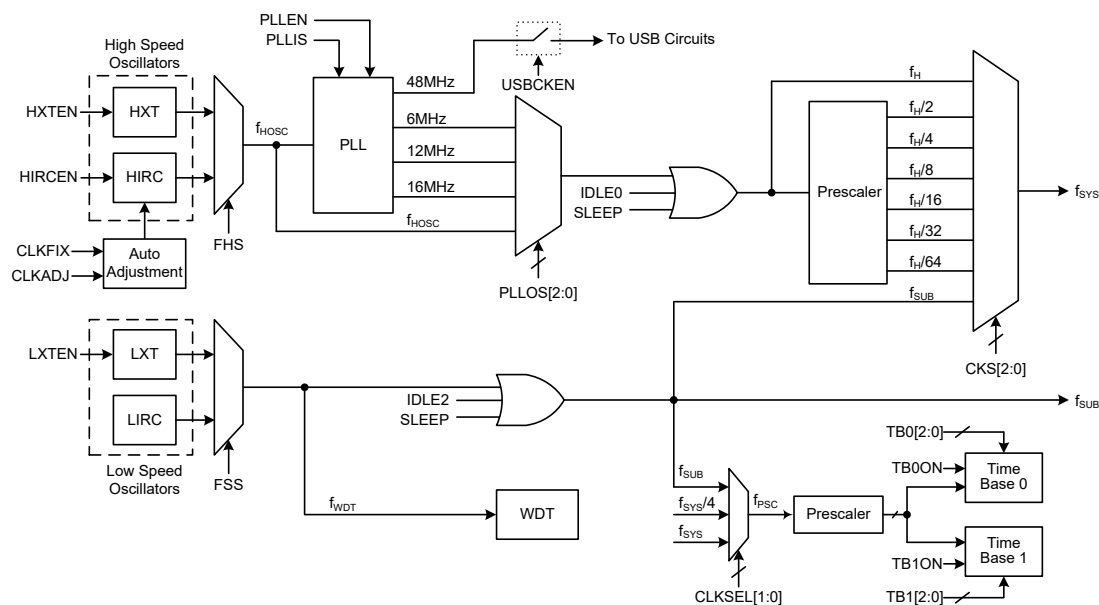 PLLEN
PLLIS
To USB Circuits
High Speed
Oscillators
48MHz
USBCKEN
fH
HXTEN
HXT
fHOSC
PLL
6MHz
fH/2
12MHz
fH/4
HIRCEN
HIRC
16MHz
IDLE0
SLEEP
Prescaler
fH/8
fSYS
fH/16
fHOSC
FHS
fH/32
CLKFIX
CLKADJ
Auto
Adjustment
fH/64
PLLOS[2:0]
fSUB
LXTEN
LXT
CKS[2:0]
IDLE2
SLEEP
fSUB
LIRC
Low Speed
Oscillators
FSS
TB0[2:0]
TB0ON
Time
Base 0
fSUB
fWDT
WDT
fSYS/4
fPSC
Prescaler
fSYS
Time
Base 1
TB1ON
CLKSEL[1:0]
TB1[2:0]